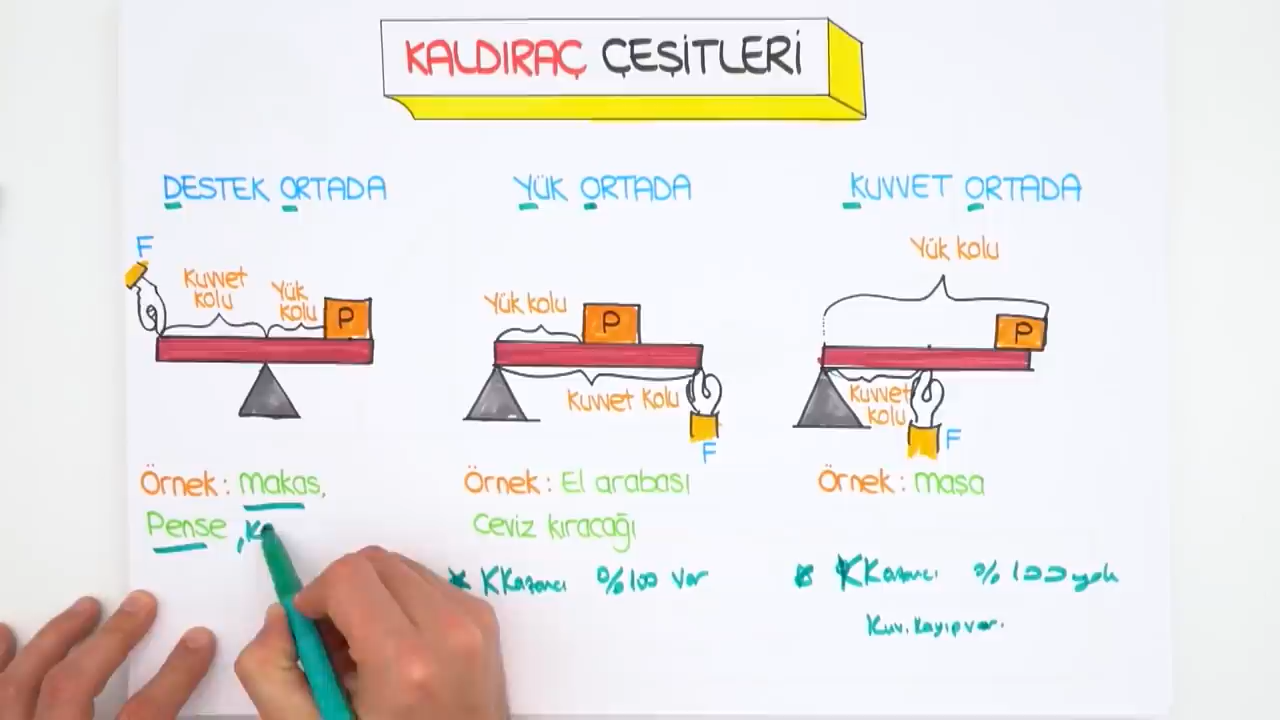 KALDIRAÇ ÇEŞİTLERİ
DESTEK ORTADA
F
Kuvvet
kolu
Yük
kolu
P
Örnek : makas,
Pense ,K
YÜK ORTADA
Yük kolu
P
Kuvvet kolu
F
Örnek : El arabası
Ceviz kıracağı
* KKazancı %100 Var
KUVVET ORTADA
Yük kolu
P
Kuvvet
kolu
F
Örnek : maşa
* KKazancı %100 yok
Kuv. kayıp var.